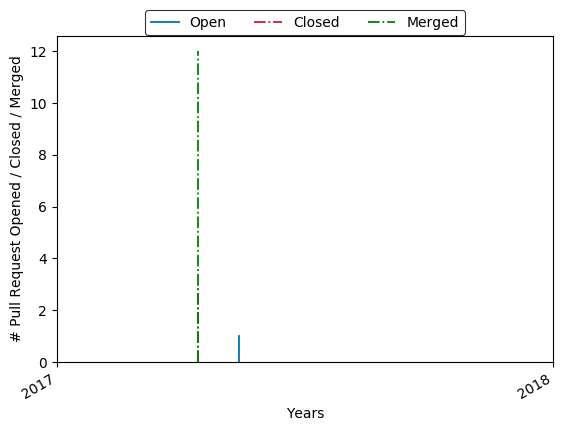 Open Closed Merged
# Pull Request Opened / Closed / Merged
12
10
8
6
4
2
0
2017 2018
Years